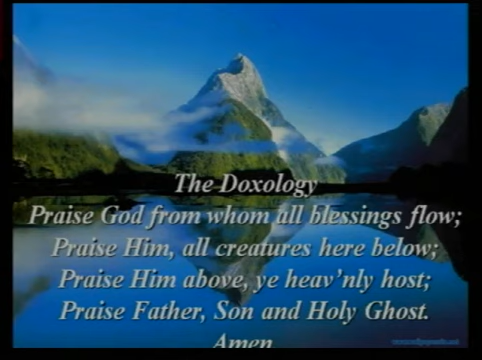 The Doxology
Praise God from whom all blessings flow;
Praise Him, all creatures here below;
Praise Him above, ye heav'nly host;
Praise Father, Son and Holy Ghost.
Amen